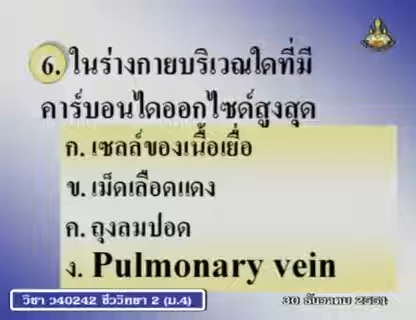 6. ในร่างกายบริเวณใดที่มี
คาร์บอนไดออกไซด์สูงสุด
ก. เซลล์ของเนื้อเยื่อ
ข. เม็ดเลือดแดง
ค. ถุงลมปอด
ง. Pulmonary vein
วิชา ว40242 ชีววิทยา 2 (ม.4)
30 ธันวาคม 2551